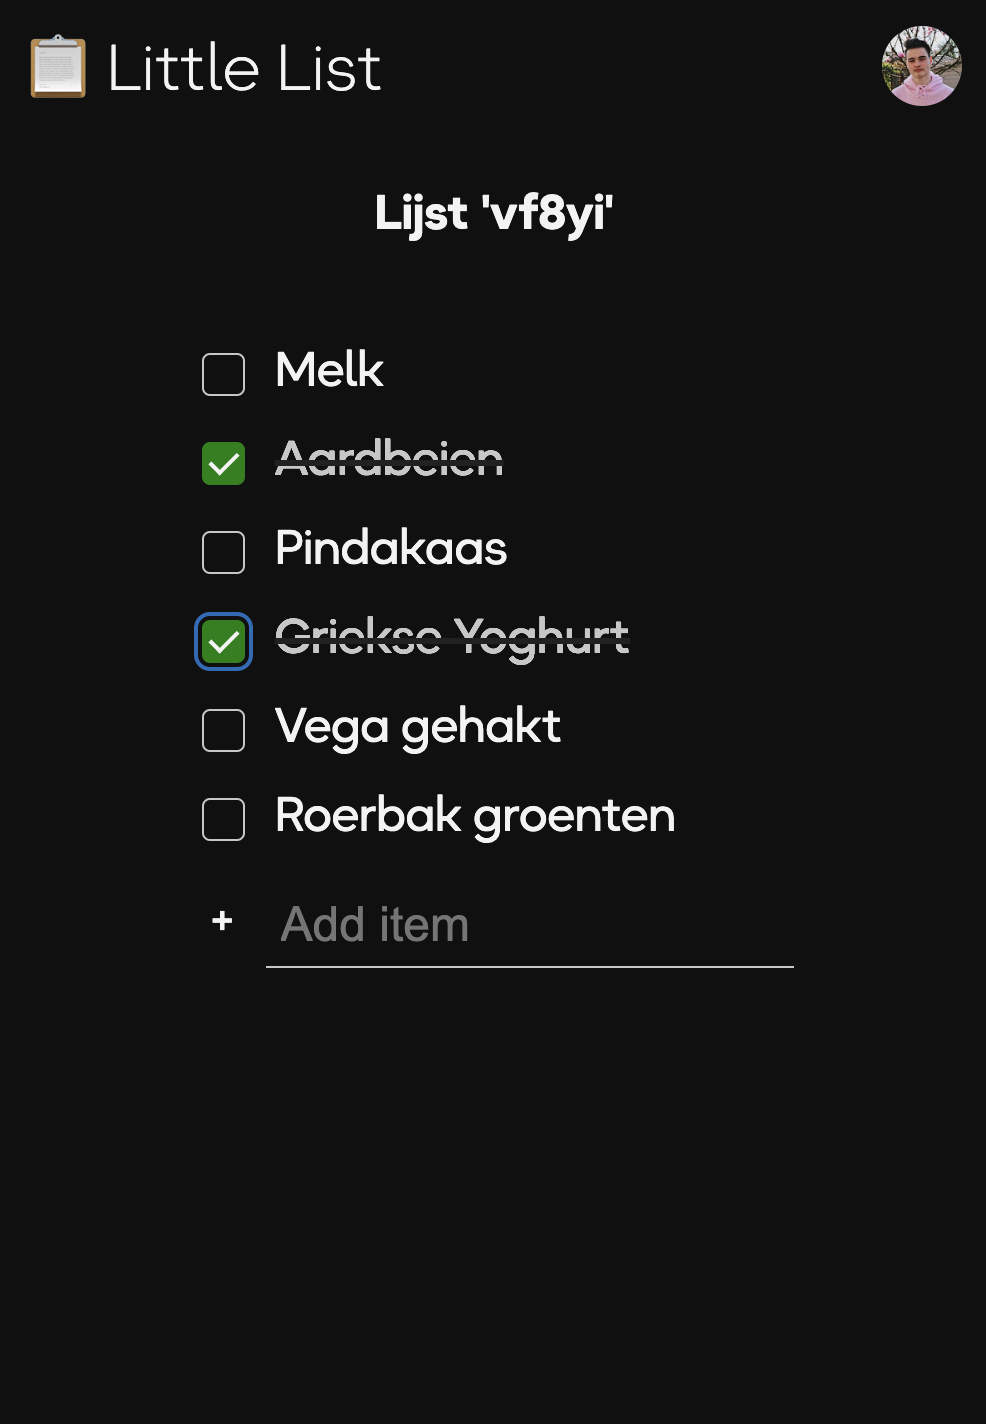 Little List
Lijst 'vf8yi'
Melk
Aardbeien
Pindakaas
Griekse Yoghurt
Vega gehakt
Roerbak groenten
+ Add item